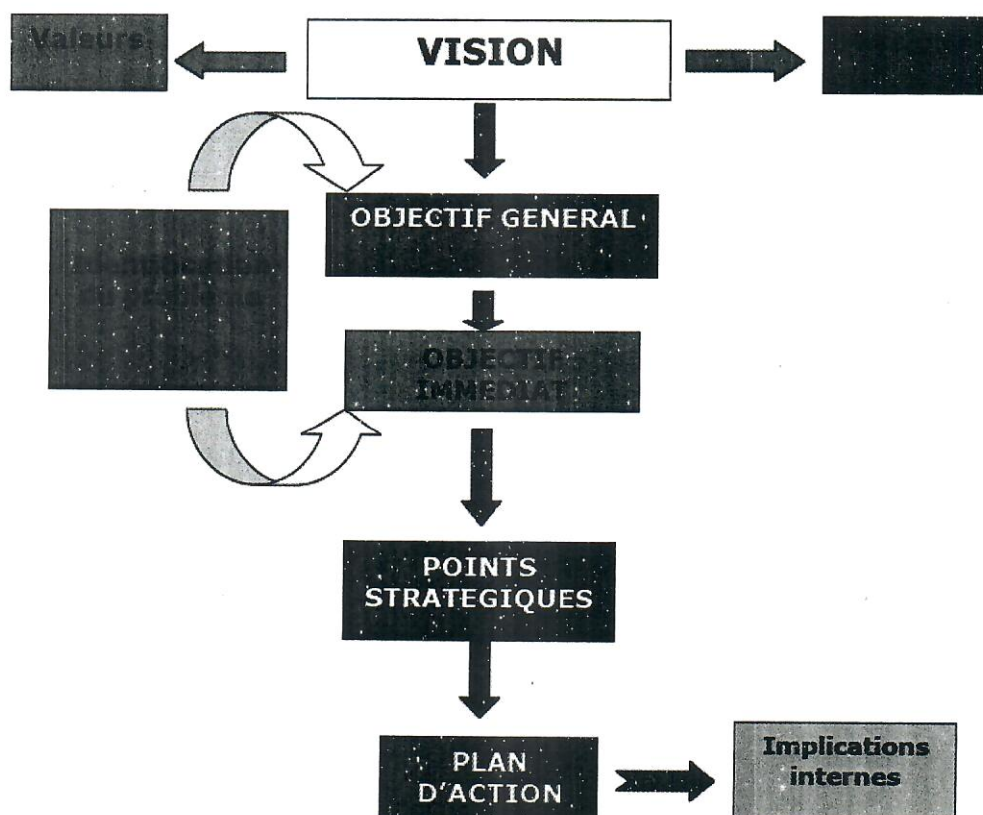 Valeurs
VISION
OBJECTIF GENERAL
OBJECTIF
IMMEDIAT
POINTS
STRATEGIQUES
PLAN
D'ACTION
Implications
internes